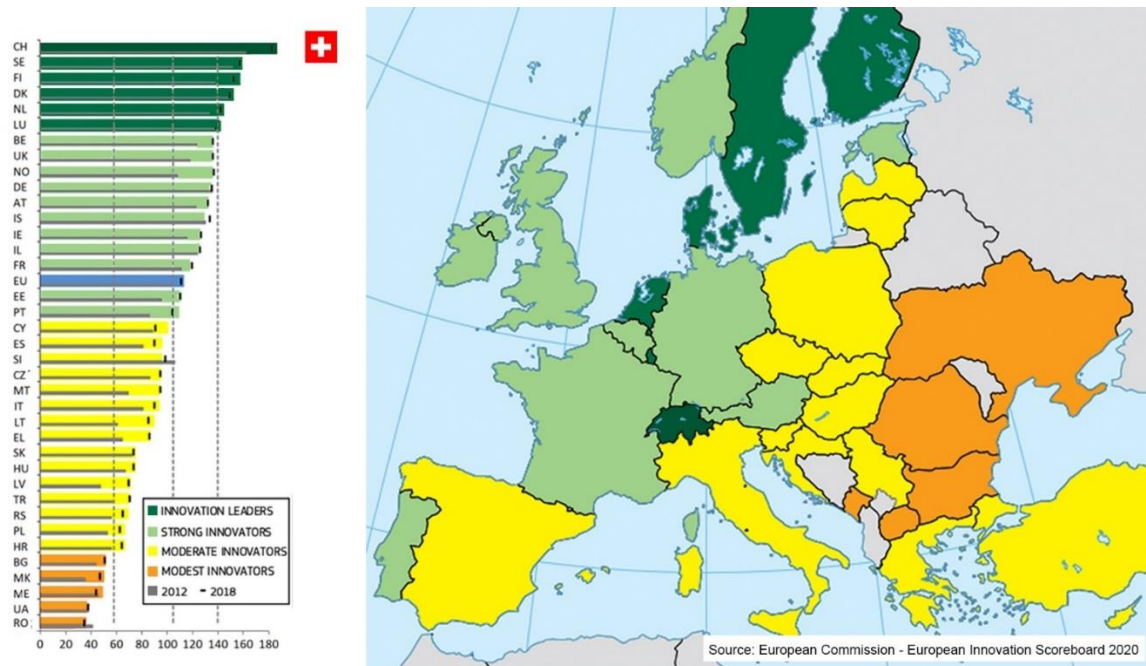 CH
SE
FI
DK
NL
LU
BE
UK
NO
DE
AT
IS
IE
IL
FR
EU
EE
PT
CY
ES
SI
CZ
MT
IT
LT
EL
SK
HU
LV
TR
RS
PL
HR
BG
MK
ME
UA
RO
0 20 40 60 80 100 120 140 160 180
INNOVATION LEADERS
STRONG INNOVATORS
MODERATE INNOVATORS
MODEST INNOVATORS
2012 - 2018
Source: European Commission - European Innovation Scoreboard 2020